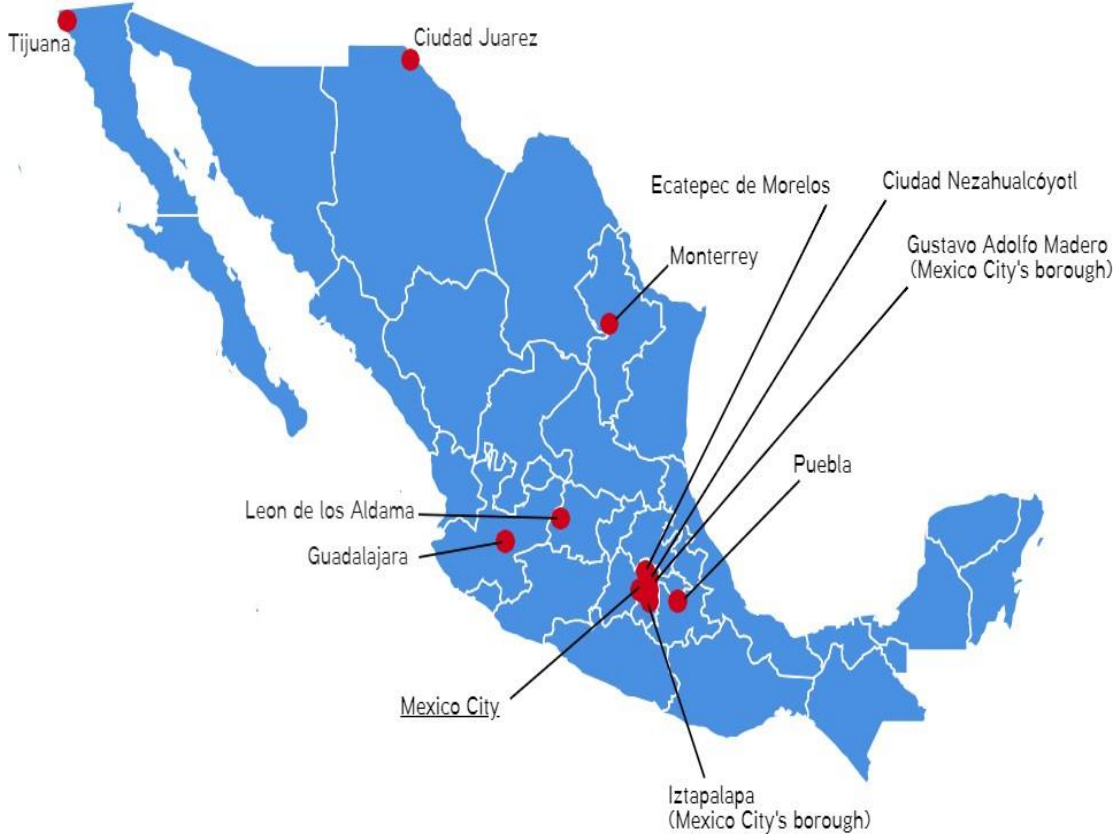 Tijuana
Ciudad Juarez
Ecatepec de Morelos
Ciudad Nezahualcóyotl
Gustavo Adolfo Madero
(Mexico City's borough)
Monterrey
Puebla
Leon de los Aldama
Guadalajara
Mexico City
Iztapalapa
(Mexico City's borough)